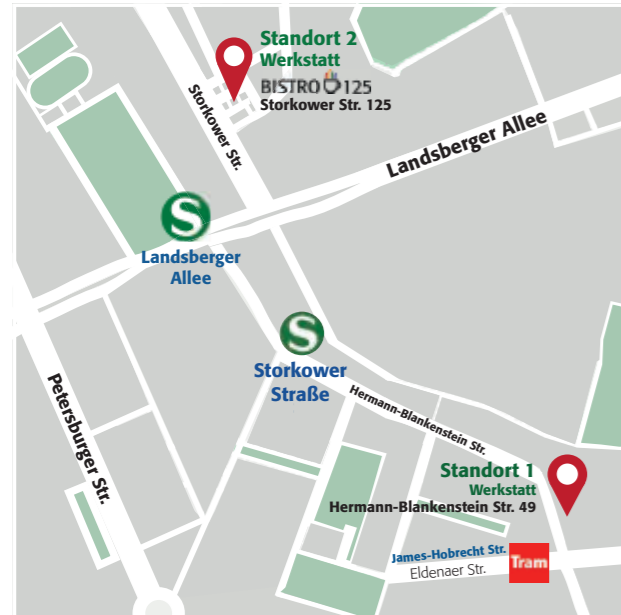 Standort 2
Werkstatt
BISTRO 125
Storkower Str. 125
Storkower Str.
Landsberger Allee
S
Landsberger
Allee
S
Storkower
Straße
Petersburger Str.
Hermann-Blankenstein Str.
Standort 1
Werkstatt
Hermann-Blankenstein Str. 49
James-Hobrecht Str.
Tram
Eldenaer Str.